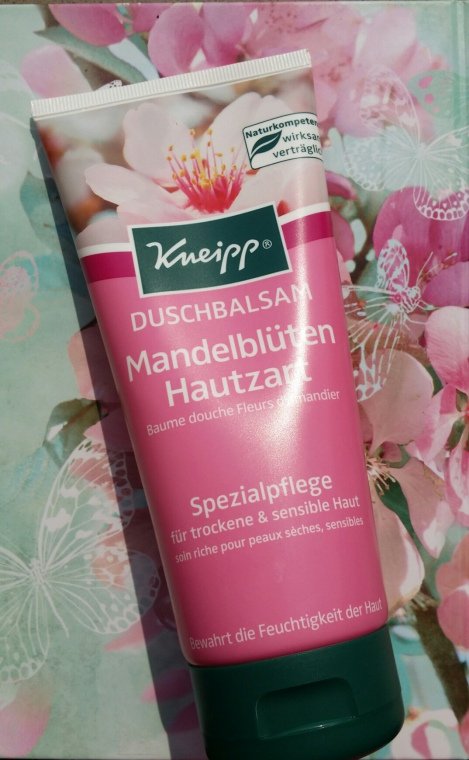 Naturkompetenz
wirksam
verträglich
Kneipp®
DUSCHBALSAM
Mandelblüten
Hautzart
Baume douche Fleurs d'amandier
Spezialpflege
für trockene & sensible Haut
soin riche pour peaux sèches, sensibles
Bewahrt die Feuchtigkeit der Haut